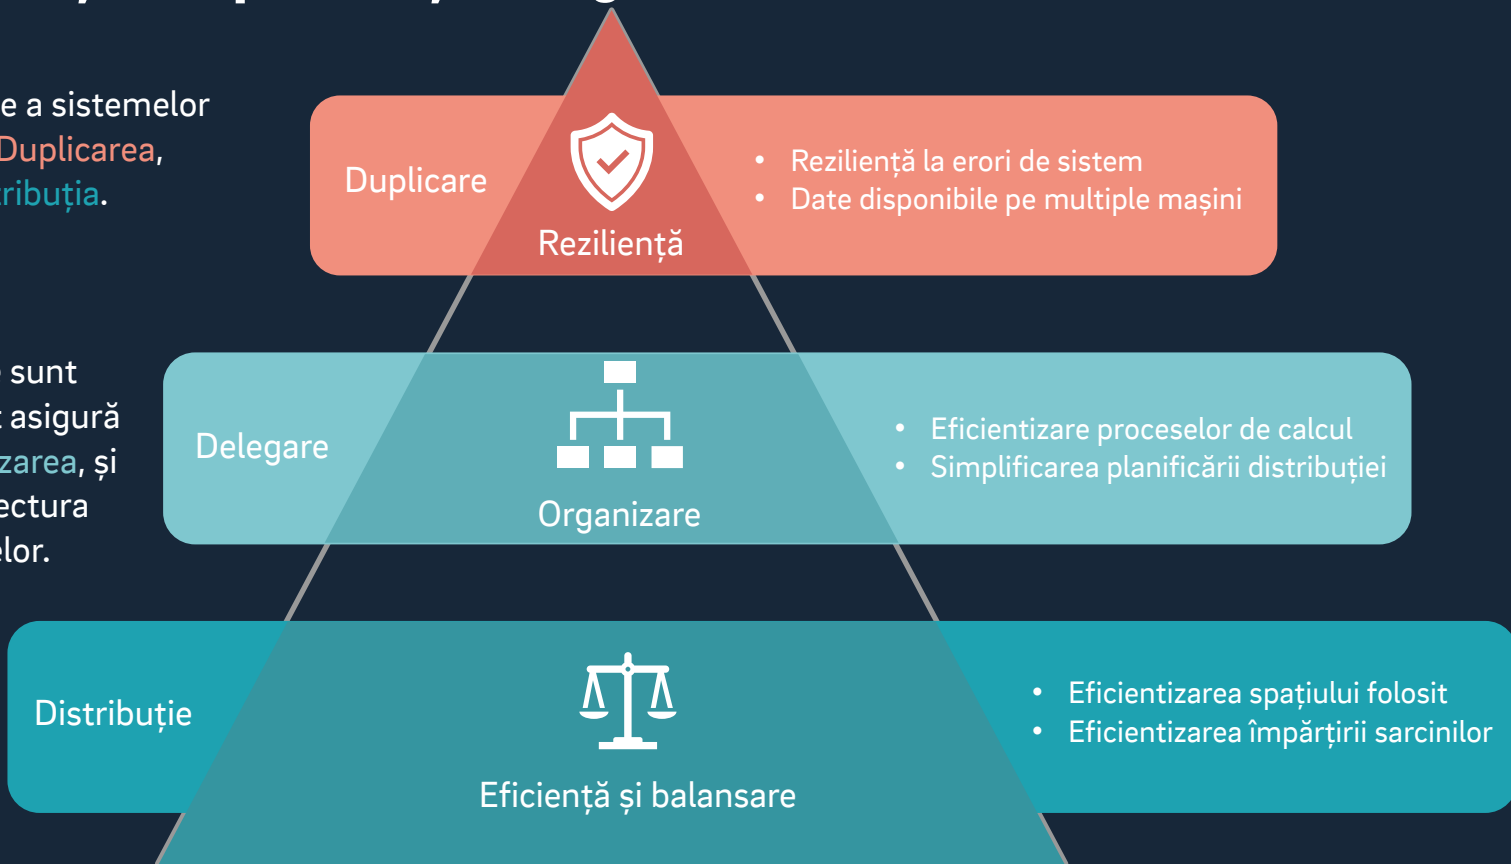 e a sistemelor
Duplicarea,
tribuția.
sunt
asigură
zarea, și
ectura
elor.
Duplicare
Reziliență
• Reziliență la erori de sistem
• Date disponibile pe multiple mașini
Delegare
Organizare
• Eficientizare proceselor de calcul
• Simplificarea planificării distribuției
Distribuție
Eficiență și balansare
• Eficientizarea spațiului folosit
• Eficientizarea împărțirii sarcinilor